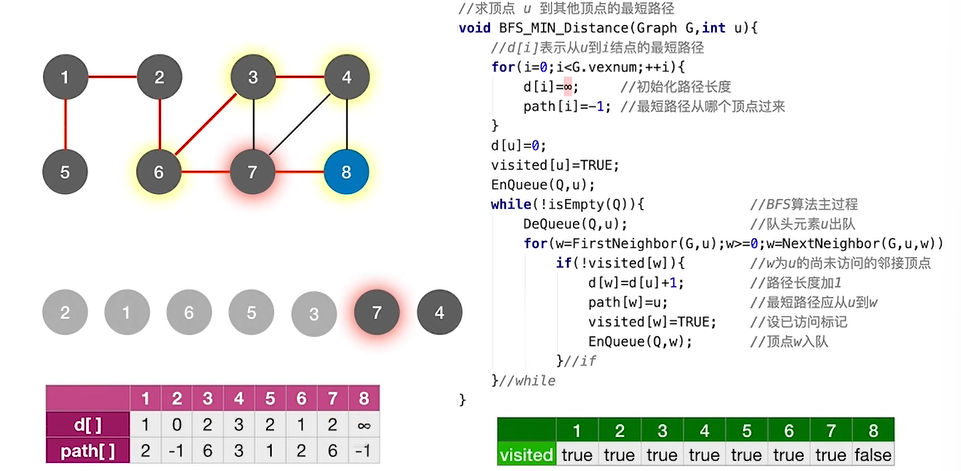 //求顶点 u 到其他顶点的最短路径
void BFS_MIN_Distance(Graph G,int u){
//d[i]表示从u到i结点的最短路径
for(i=0;i<G.vexnum;++i){
d[i]=∞; //初始化路径长度
path[i]=-1; //最短路径从哪个顶点过来
}
d[u]=0;
visited[u]=TRUE;
EnQueue(Q,u);
while(!isEmpty(Q)){ //BFS算法主过程
DeQueue(Q,u); //队头元素u出队
for(w=FirstNeighbor(G,u);w>=0;w=NextNeighbor(G,u,w))
if(!visited[w]){ //w为u的尚未访问的邻接顶点
d[w]=d[u]+1; //路径长度加1
path[w]=u; //最短路径应从u到w
visited[w]=TRUE; //设已访问标记
EnQueue(Q,w); //顶点w入队
}//if
}//while
}
1 2 3 4
5 6 7 8
2 1 6 5 3 7 4
1 2 3 4 5 6 7 8
d[ ] 1 0 2 3 2 1 2 ∞
path[ ] 2 -1 6 3 1 2 6 -1
1 2 3 4 5 6 7 8
visited true true true true true true true false